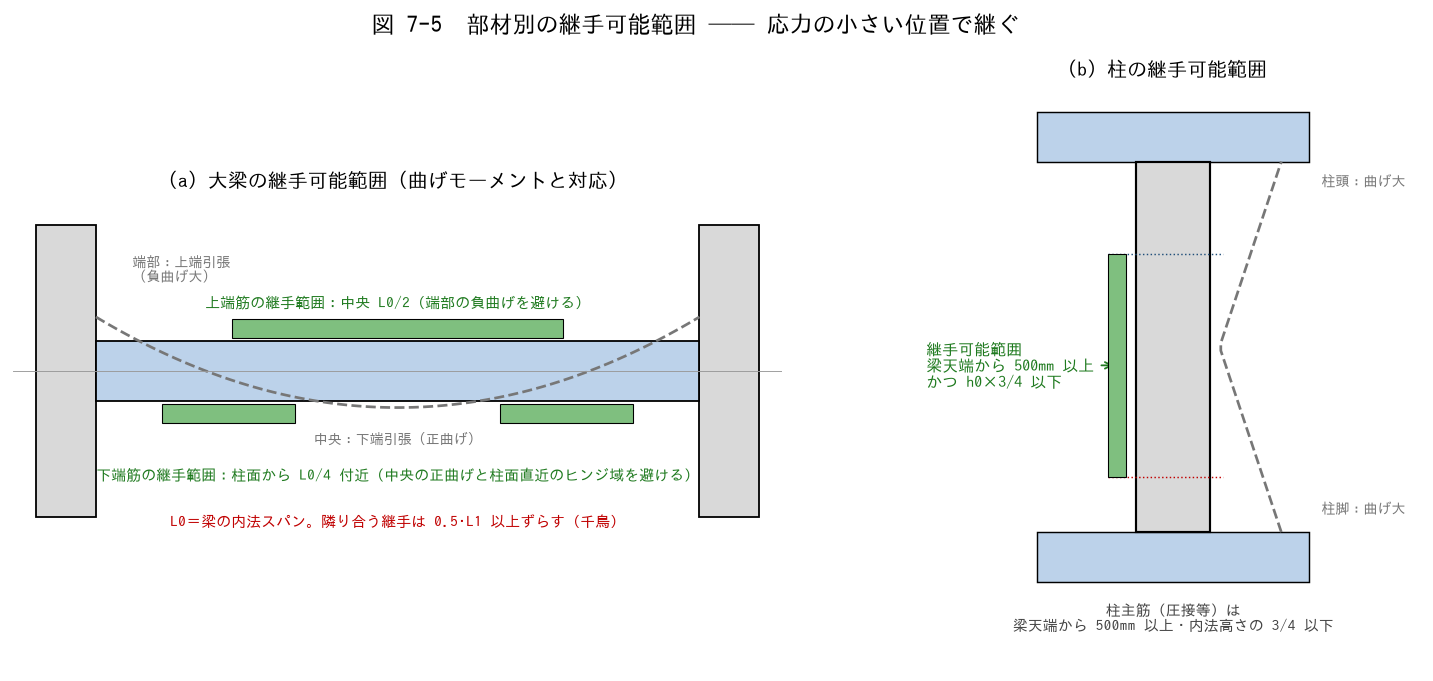 図 7-5　部材別の継手可能範囲 —— 応力の小さい位置で継ぐ
(a) 大梁の継手可能範囲（曲げモーメントと対応）
端部：上端引張
（負曲げ大）
上端筋の継手範囲：中央 L0/2（端部の負曲げを避ける）
中央：下端引張（正曲げ）
下端筋の継手範囲：柱面から L0/4 付近（中央の正曲げと柱面直近のヒンジ域を避ける）
L0＝梁の内法スパン。隣り合う継手は 0.5·L1 以上ずらす（千鳥）
(b) 柱の継手可能範囲
柱頭：曲げ大
継手可能範囲
梁天端から 500mm 以上 →
かつ h0×3/4 以下
柱脚：曲げ大
柱主筋（圧接等）は
梁天端から 500mm 以上・内法高さの 3/4 以下